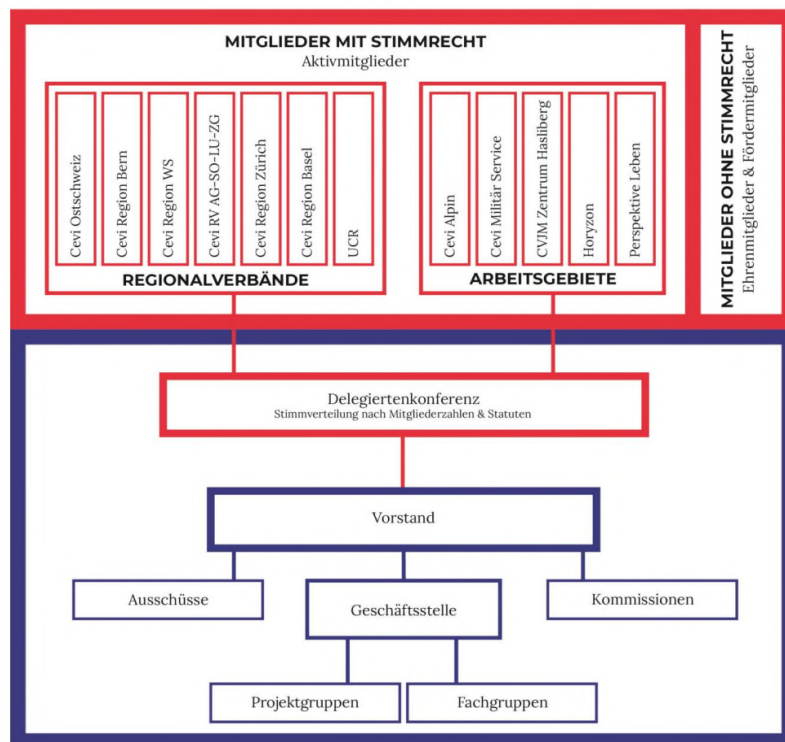 MITGLIEDER MIT STIMMRECHT
Aktivmitglieder
Cevi Ostschweiz
Cevi Region Bern
Cevi Region WS
Cevi RV AG-SO-LU-ZG
Cevi Region Zürich
Cevi Region Basel
UCR
REGIONALVERBÄNDE
Cevi Alpin
Cevi Militär Service
CVJM Zentrum Hasliberg
Horyzon
Perspektive Leben
ARBEITSGEBIETE
MITGLIEDER OHNE STIMMRECHT
Ehrenmitglieder & Fördermitglieder
Delegiertenkonferenz
Stimmverteilung nach Mitgliederzahlen & Statuten
Vorstand
Ausschüsse
Geschäftsstelle
Kommissionen
Projektgruppen
Fachgruppen